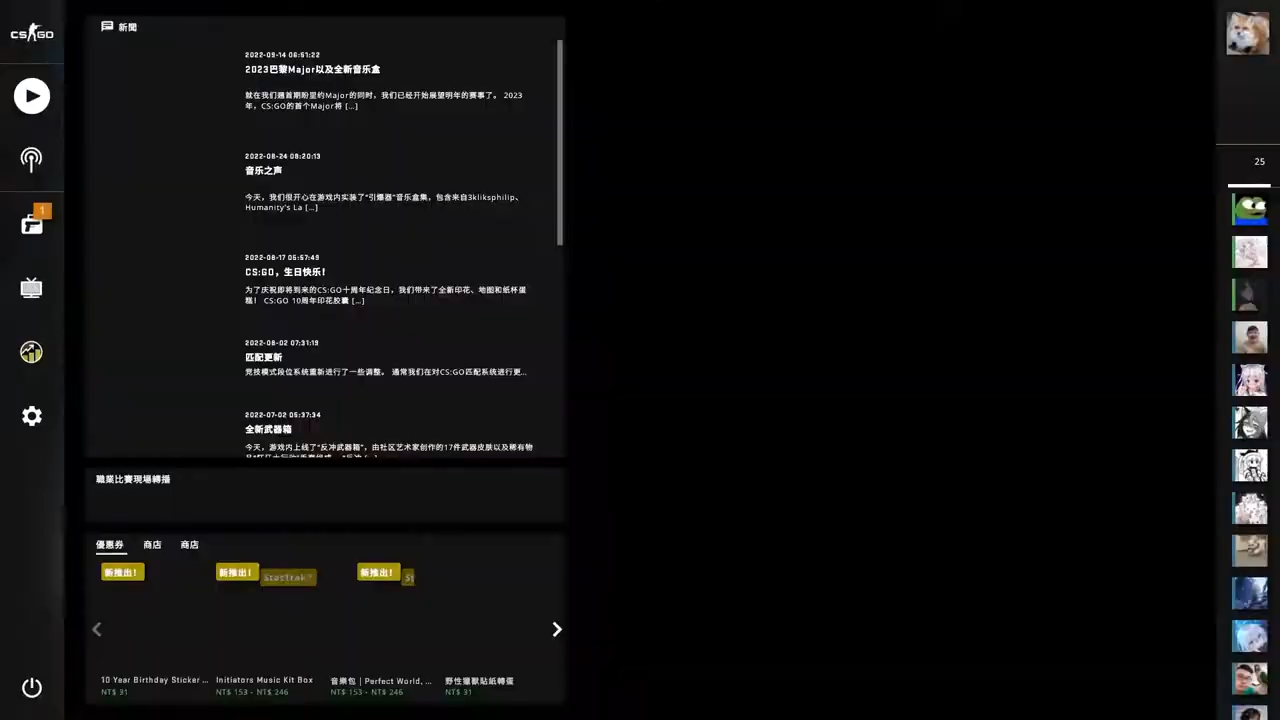 CS GO
新聞
2022-09-14 06:51:22
2023巴黎Major以及全新音乐盒
就在我们翘首期盼里约Major的同时，我们已经开始展望明年的赛事了。 2023
年，CS:GO的首个Major将 [...]
2022-08-24 08:20:13
音乐之声
今天，我们很开心在游戏内实装了“引爆器”音乐盒集，包含来自3kliksphilip、
Humanity's La [...]
2022-08-17 05:57:49
CS:GO，生日快乐!
为了庆祝即将到来的CS:GO十周年纪念日，我们带来了全新印花、地图和纸杯蛋
糕！ CS:GO 10周年印花胶囊 [...]
2022-08-02 07:31:19
匹配更新
竞技模式段位系统重新进行了一些调整。 通常我们在对CS:GO匹配系统进行更...
2022-07-02 05:37:34
全新武器箱
今天，游戏内上线了“反冲武器箱”，由社区艺术家创作的17件武器皮肤以及稀有物
職業比賽現場轉播
優惠券 商店 商店
新推出! 新推出! StatTrak™ 新推出! St
10 Year Birthday Sticker ... Initiators Music Kit Box 音樂包 | Perfect World, ... 野性獵獸貼紙轉蛋
NT$ 31 NT$ 153 - NT$ 246 NT$ 153 - NT$ 246 NT$ 31
1
25